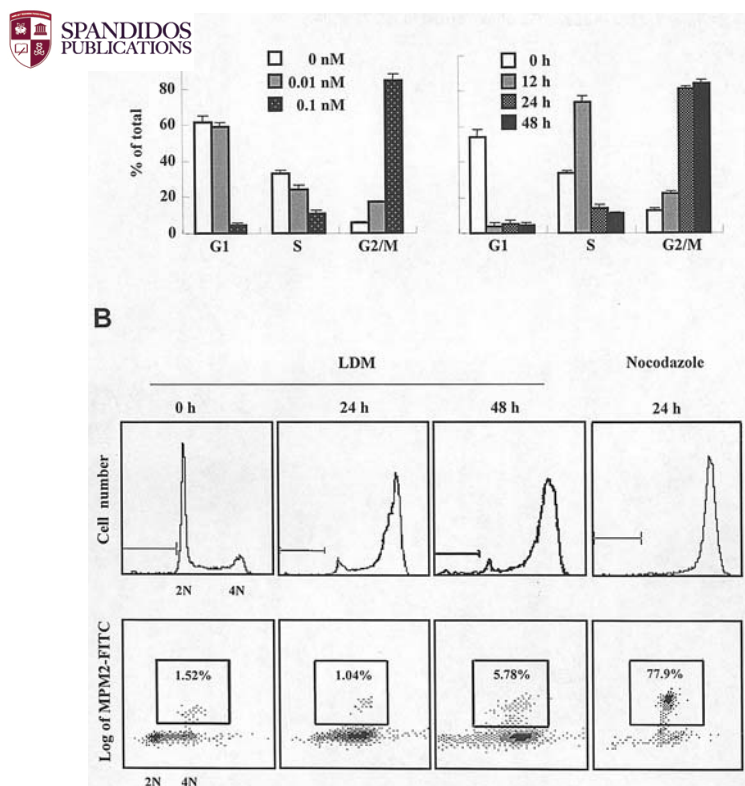 SPANDIDOS
PUBLICATIONS
80
60
40
20
0
% of total
0 nM
0.01 nM
0.1 nM
G1 S G2/M
0 h
12 h
24 h
48 h
G1 S G2/M
B
LDM Nocodazole
0 h 24 h 48 h 24 h
Cell number
2N 4N
Log of MPM2-FITC
1.52% 1.04% 5.78% 77.9%
2N 4N